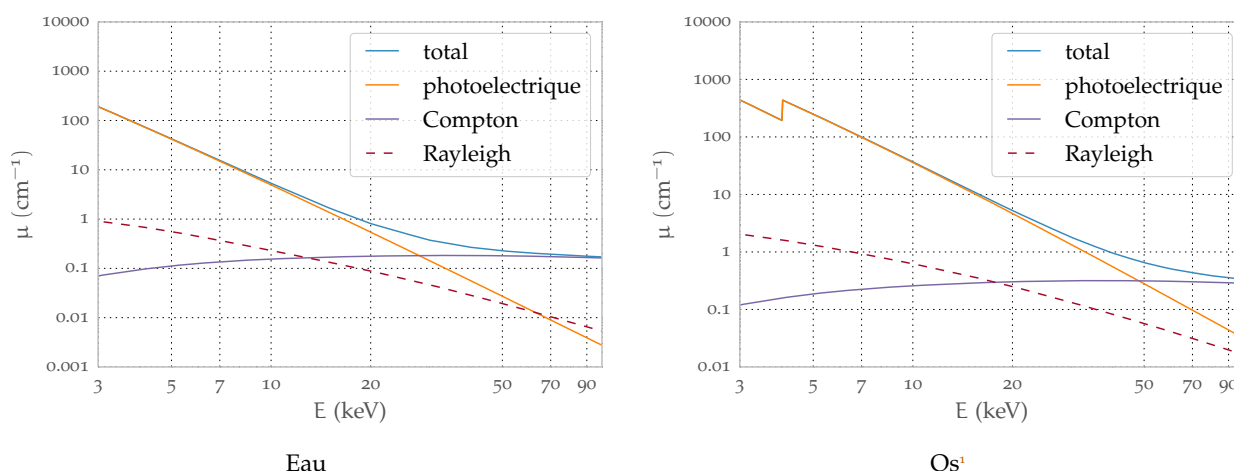 10000
1000
100
10
1
0.1
0.01
0.001
μ (cm⁻¹)
total
photoelectrique
Compton
Rayleigh
3 5 7 10 20 50 70 90
E (keV)
Eau
10000
1000
100
10
1
0.1
0.01
μ (cm⁻¹)
total
photoelectrique
Compton
Rayleigh
3 5 7 10 20 50 70 90
E (keV)
Os¹